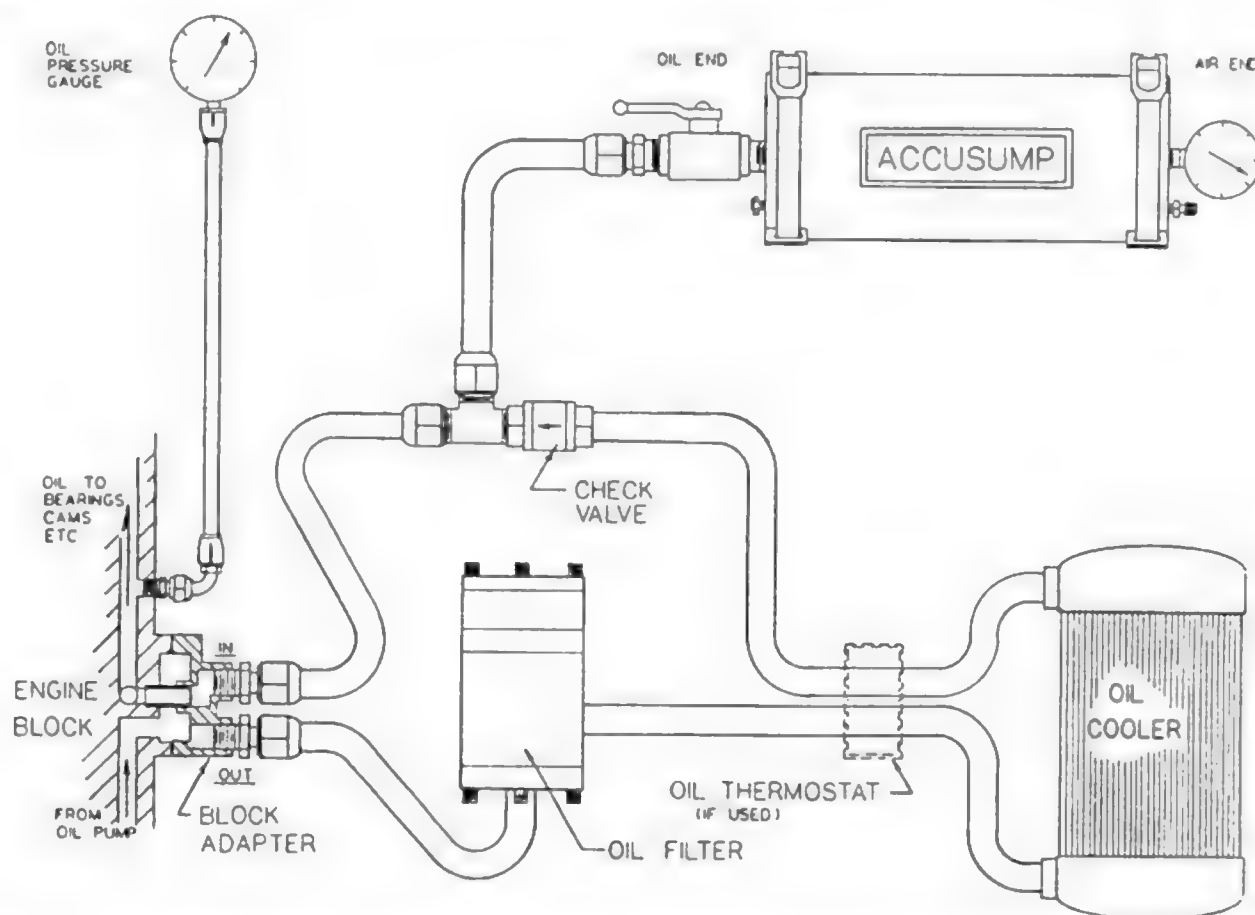 OIL
PRESSURE
GAUGE
OIL END
AIR END
ACCUSUMP
OIL TO
BEARINGS,
CAMS
ETC
CHECK
VALVE
IN
ENGINE
BLOCK
OUT
FROM
OIL PUMP
BLOCK
ADAPTER
OIL FILTER
OIL THERMOSTAT
(IF USED)
OIL
COOLER